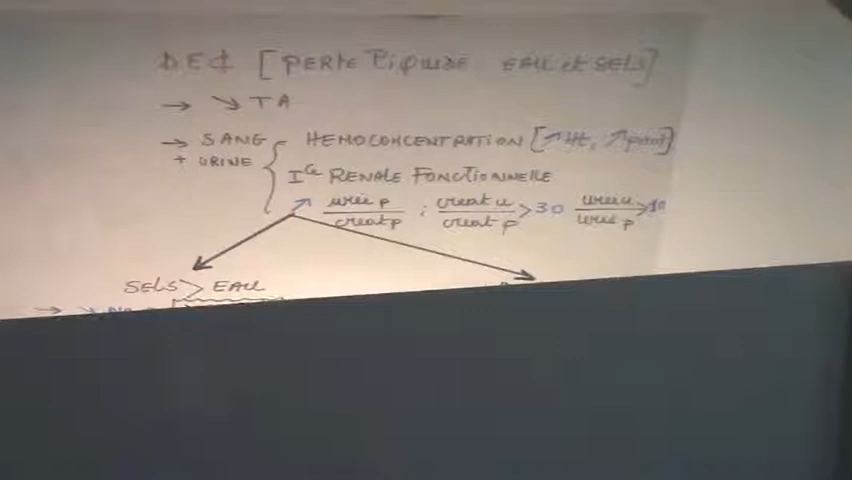 DEC [PERTE liquide EAU et SELS]
→ ↘ TA
→ SANG + URINE { HEMOCONCENTRATION [↗ Ht, ↗ prot]
Ice RENALE FONCTIONNELLE
↗ urée p / creat p ; creat u / creat p > 30 urée u / urée p > 10
SELS > EAU
→ ↘